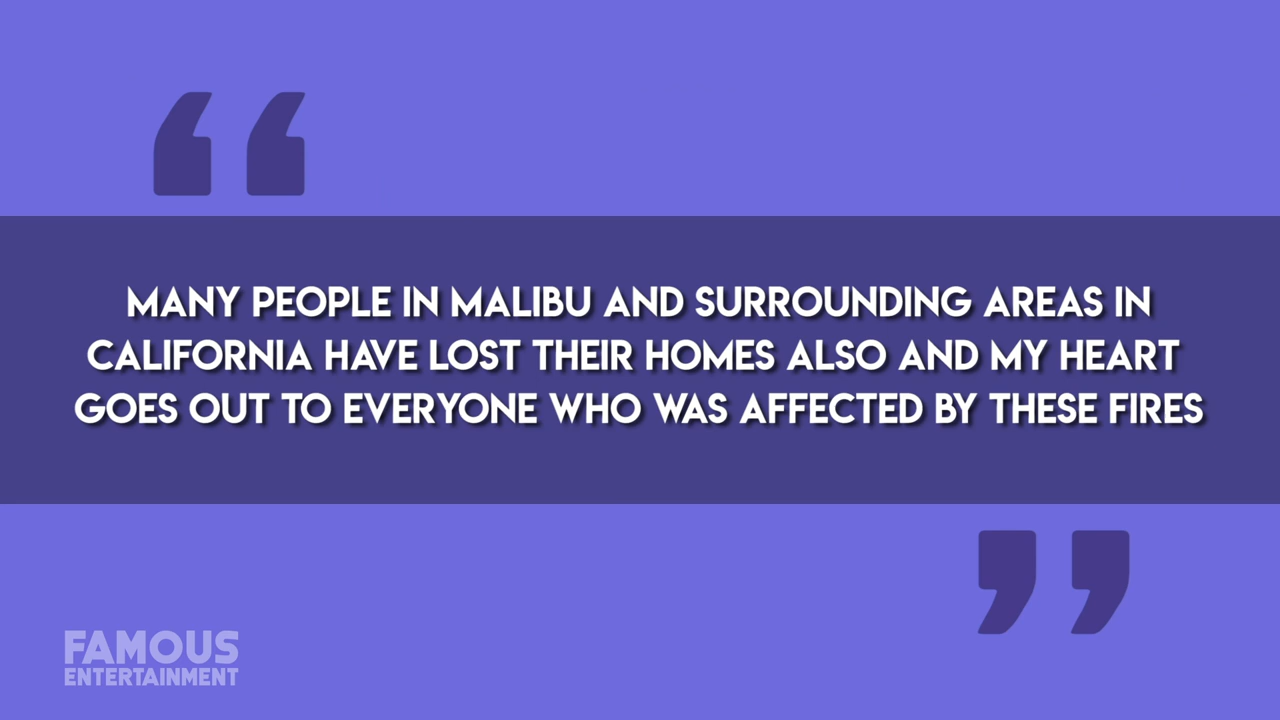 MANY PEOPLE IN MALIBU AND SURROUNDING AREAS IN
CALIFORNIA HAVE LOST THEIR HOMES ALSO AND MY HEART
GOES OUT TO EVERYONE WHO WAS AFFECTED BY THESE FIRES
FAMOUS
ENTERTAINMENT